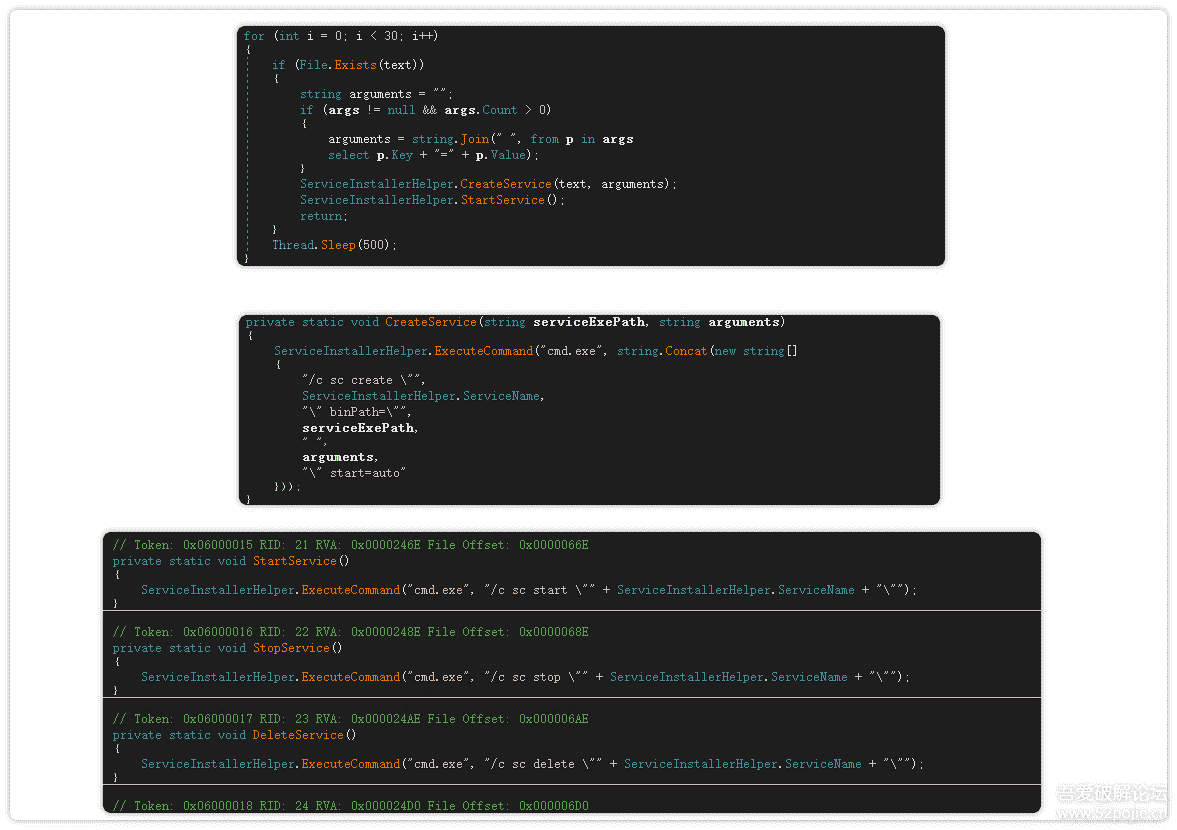 for (int i = 0; i < 30; i++)
{
    if (File.Exists(text))
    {
        string arguments = "";
        if (args != null && args.Count > 0)
        {
            arguments = string.Join(" ", from p in args
            select p.Key + "=" + p.Value);
        }
        ServiceInstallerHelper.CreateService(text, arguments);
        ServiceInstallerHelper.StartService();
        return;
    }
    Thread.Sleep(500);
}
private static void CreateService(string serviceExePath, string arguments)
{
    ServiceInstallerHelper.ExecuteCommand("cmd.exe", string.Concat(new string[]
    {
        "/c sc create \"",
        ServiceInstallerHelper.ServiceName,
        "\" binPath=\"",
        serviceExePath,
        " ",
        arguments,
        "\" start=auto"
    }));
}
// Token: 0x06000015 RID: 21 RVA: 0x0000246E File Offset: 0x0000066E
private static void StartService()
{
    ServiceInstallerHelper.ExecuteCommand("cmd.exe", "/c sc start \"" + ServiceInstallerHelper.ServiceName + "\"");
}
// Token: 0x06000016 RID: 22 RVA: 0x0000248E File Offset: 0x0000068E
private static void StopService()
{
    ServiceInstallerHelper.ExecuteCommand("cmd.exe", "/c sc stop \"" + ServiceInstallerHelper.ServiceName + "\"");
}
// Token: 0x06000017 RID: 23 RVA: 0x000024AE File Offset: 0x000006AE
private static void DeleteService()
{
    ServiceInstallerHelper.ExecuteCommand("cmd.exe", "/c sc delete \"" + ServiceInstallerHelper.ServiceName + "\"");
}
// Token: 0x06000018 RID: 24 RVA: 0x000024D0 File Offset: 0x000006D0
吾爱破解论坛
www.52pojie.cn